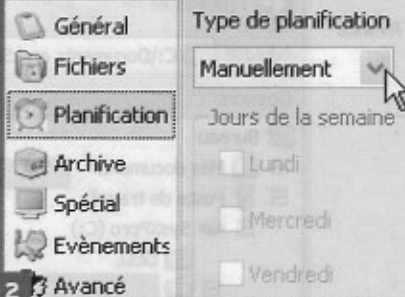 Général
Fichiers
Planification
Archive
Spécial
Evènements
Avancé
2
Type de planification
Manuellement
Jours de la semaine
Lundi
Mercredi
Vendredi